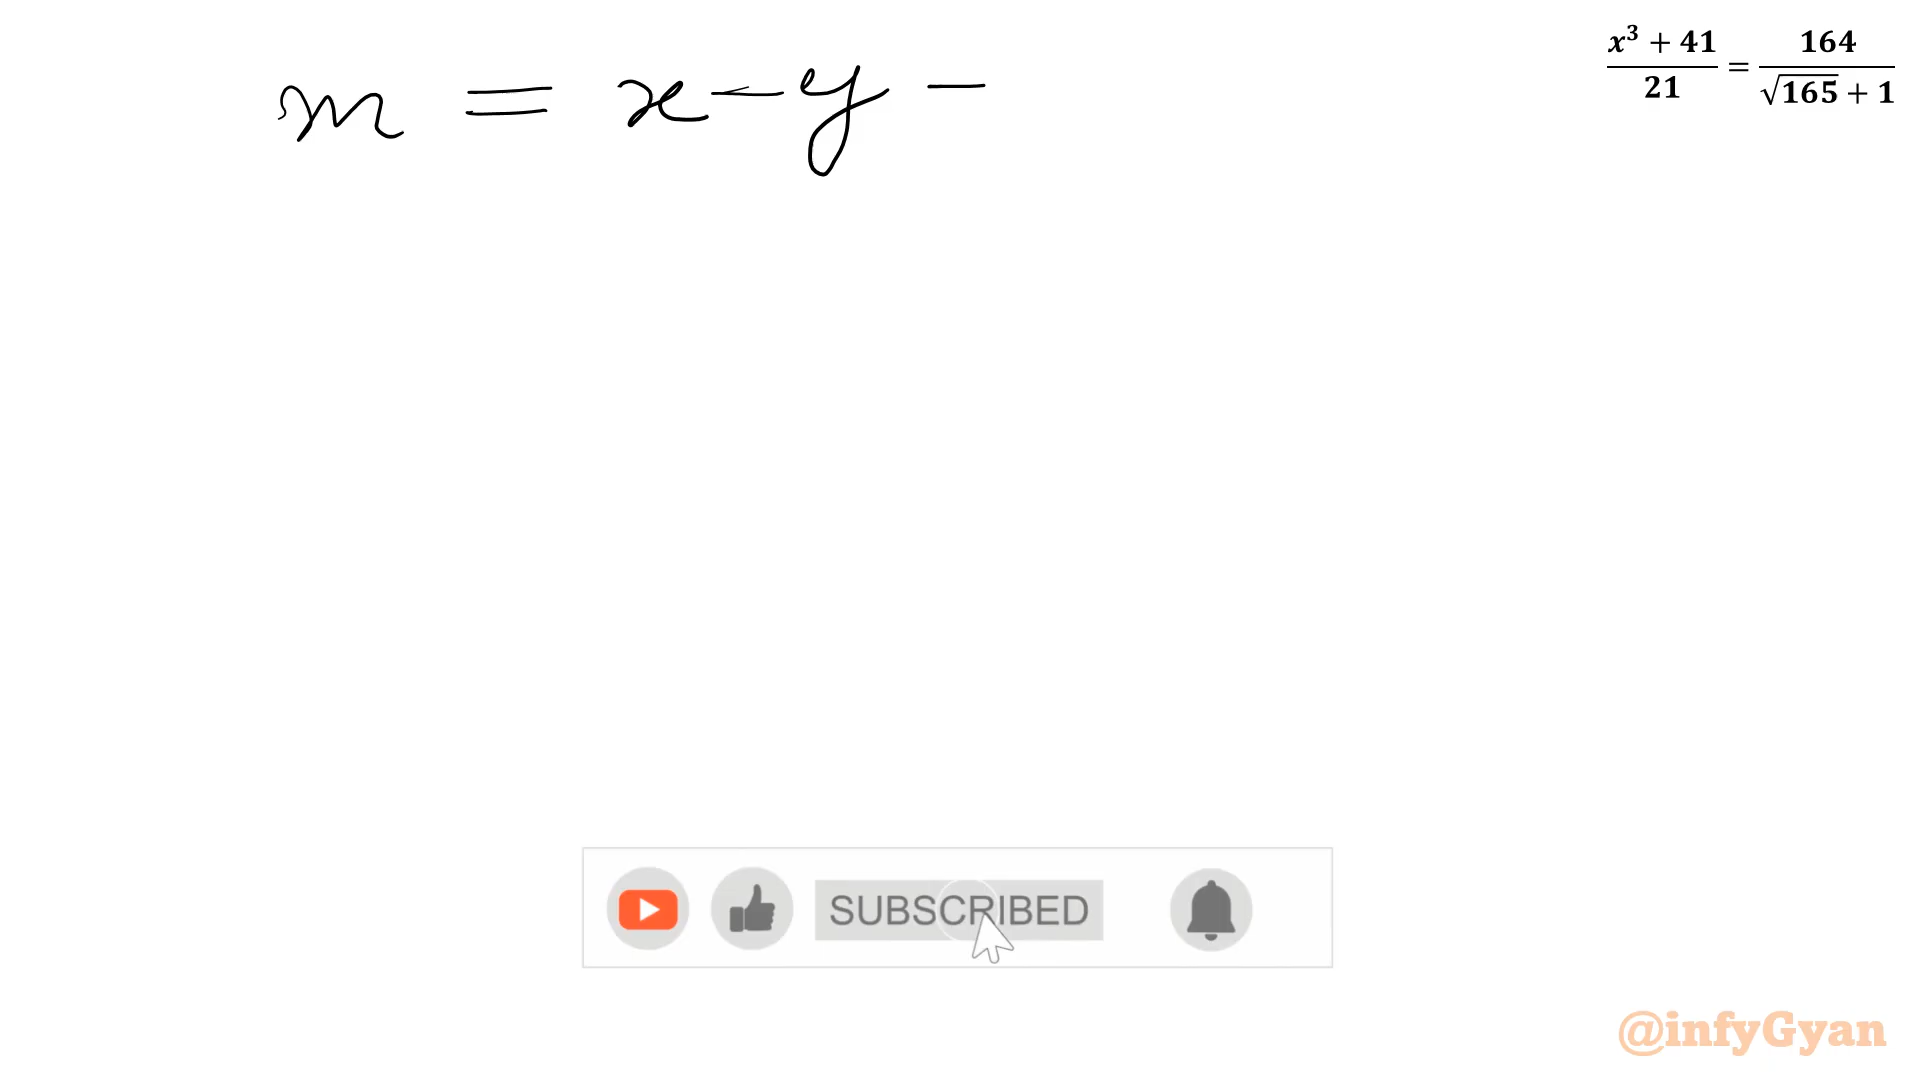 m = x - y -
x³ + 41 / 21 = 164 / √165 + 1
SUBSCRIBED
@infyGyan